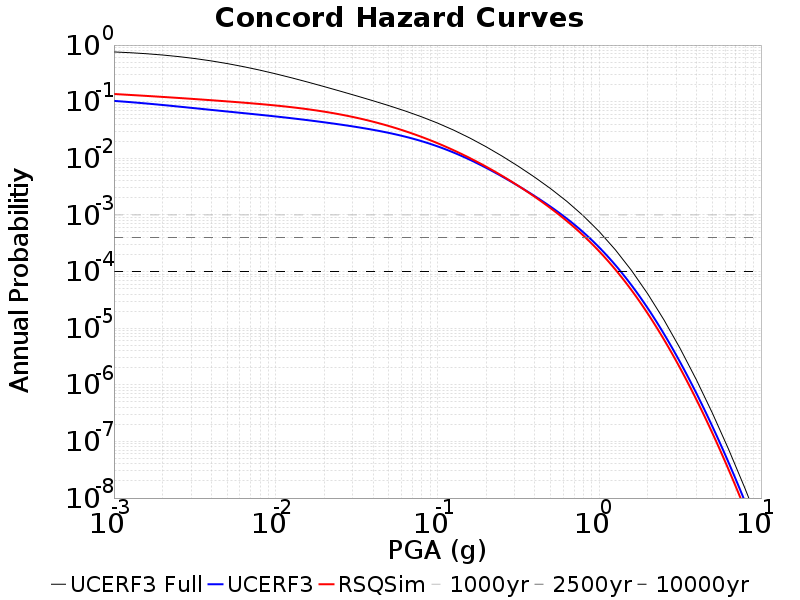 Concord Hazard Curves
Annual Probabilitiy
10^0
10^-1
10^-2
10^-3
10^-4
10^-5
10^-6
10^-7
10^-8
10^-3 10^-2 10^-1 10^0 10^1
PGA (g)
UCERF3 Full UCERF3 RSQSim 1000yr 2500yr 10000yr